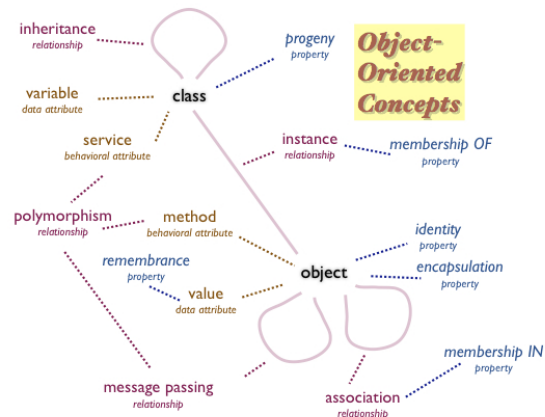 inheritance
relationship
progeny
property
Object-
Oriented
Concepts
variable
data attribute
class
service
behavioral attribute
instance
relationship
membership OF
property
polymorphism
relationship
method
behavioral attribute
identity
property
remembrance
property
object
encapsulation
property
value
data attribute
membership IN
property
message passing
relationship
association
relationship